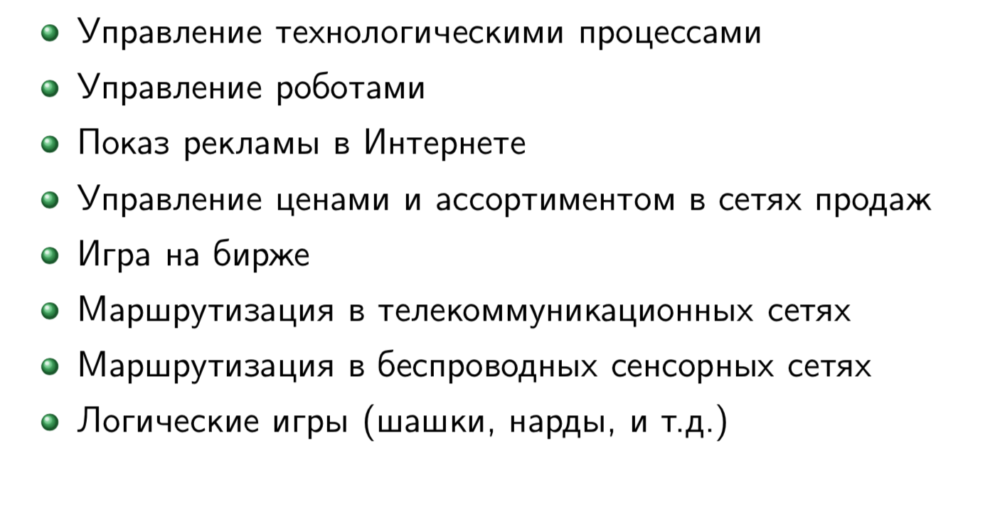 Управление технологическими процессами
Управление роботами
Показ рекламы в Интернете
Управление ценами и ассортиментом в сетях продаж
Игра на бирже
Маршрутизация в телекоммуникационных сетях
Маршрутизация в беспроводных сенсорных сетях
Логические игры (шашки, нарды, и т.д.)